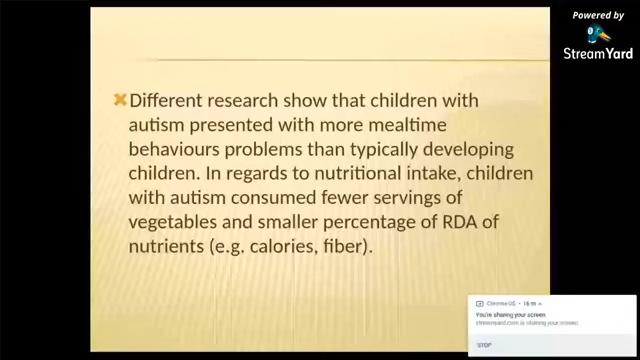 Powered by
StreamYard
Different research show that children with
autism presented with more mealtime
behaviours problems than typically developing
children. In regards to nutritional intake, children
with autism consumed fewer servings of
vegetables and smaller percentage of RDA of
nutrients (e.g. calories, fiber).
Chrome OS • 16 m
You're sharing your screen
streamyard.com is sharing your screen.
STOP